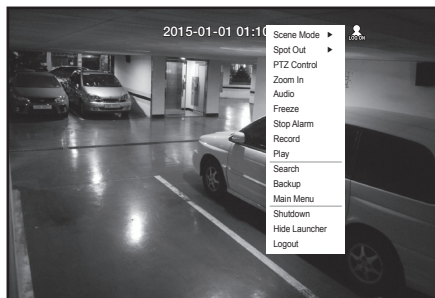 2015-01-01 01:10
LOG ON
Scene Mode
Spot Out
PTZ Control
Zoom In
Audio
Freeze
Stop Alarm
Record
Play
Search
Backup
Main Menu
Shutdown
Hide Launcher
Logout